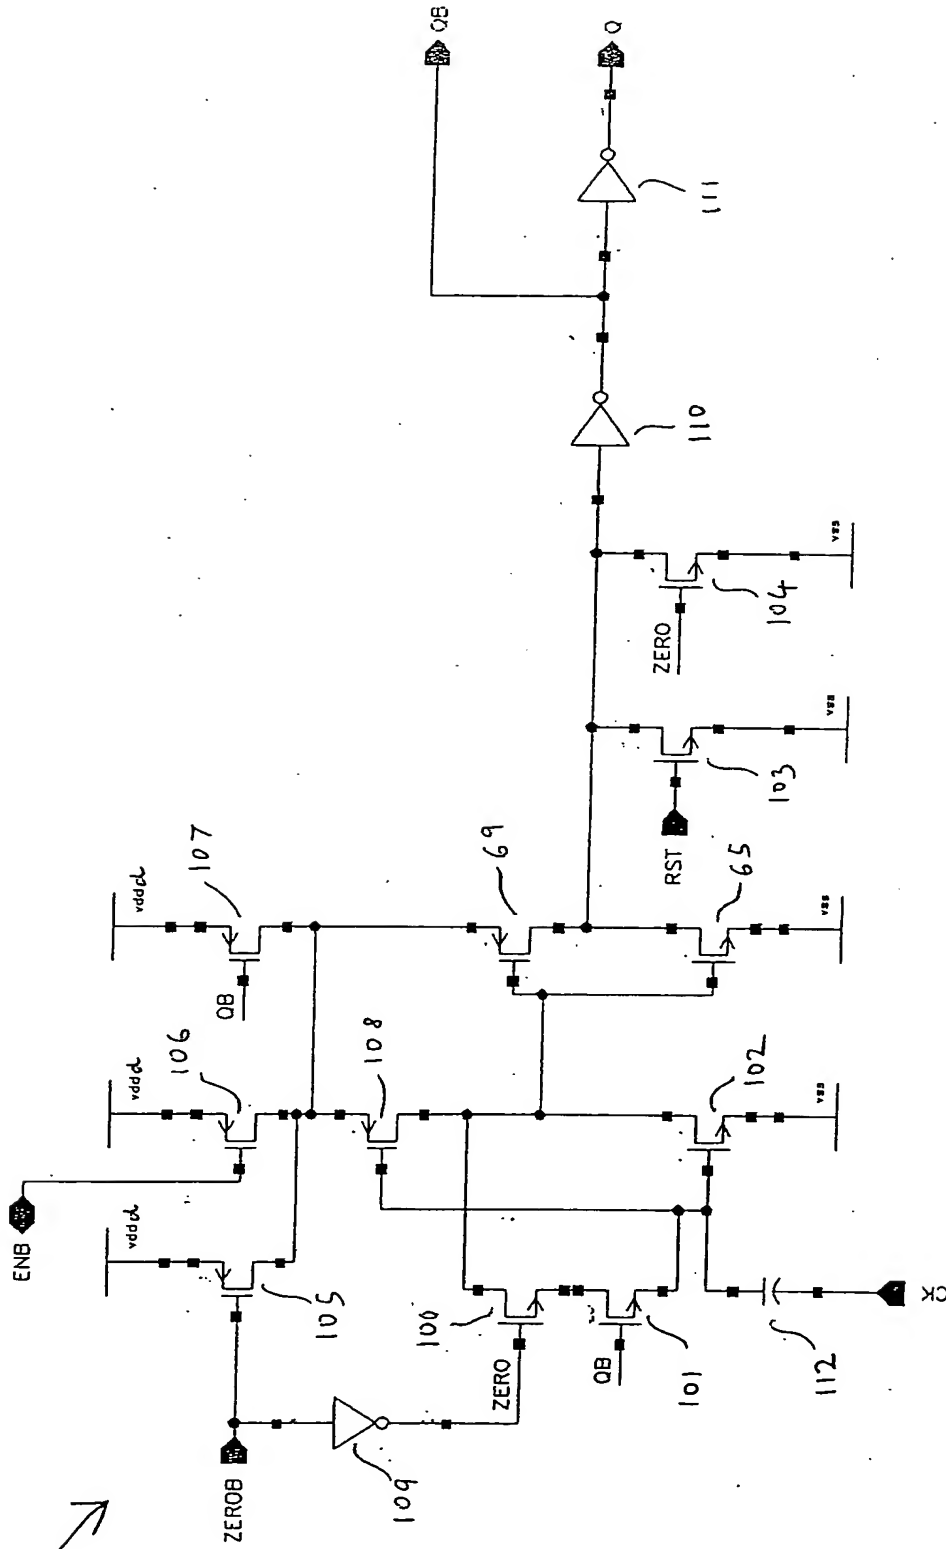 ENB
ZEROB
vddd
vddd
vddd
QB
105
106
107
109
108
ZERO
100
QB
101
69
65
102
112
CK
vss
vss
RST
103
vss
ZERO
104
vss
110
111
QB
Q